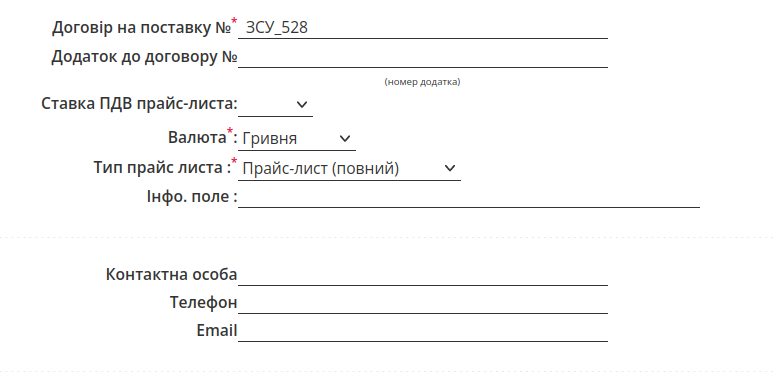 Договір на поставку №* ЗСУ_528
Додаток до договору №
(номер додатка)
Ставка ПДВ прайс-листа:
Валюта*: Гривня
Тип прайс листа :* Прайс-лист (повний)
Інфо. поле :
Контактна особа
Телефон
Email